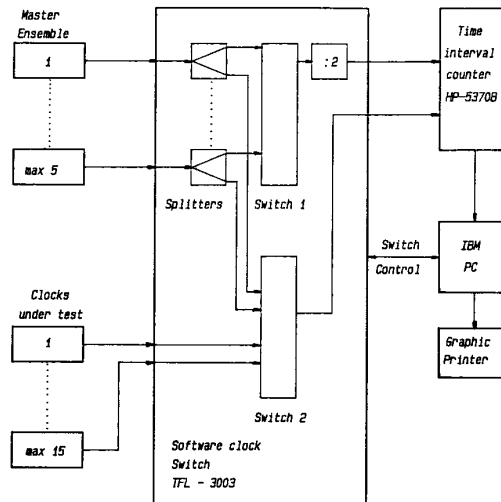 Master
Ensemble
1
max 5
Splitters
Switch 1
:2
Time
interval
counter
HP-5370B
Switch
Control
IBM
PC
Graphic
Printer
Clocks
under test
1
max 15
Switch 2
Software clock
Switch
TFL - 3003